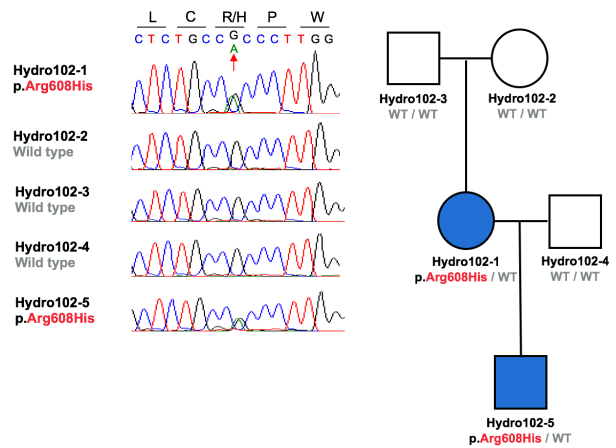 L C R/H P W
C T C T G C C G C C C T T G G
A
Hydro102-1
p.Arg608His
Hydro102-2
Wild type
Hydro102-3
Wild type
Hydro102-4
Wild type
Hydro102-5
p.Arg608His
Hydro102-3
WT / WT
Hydro102-2
WT / WT
Hydro102-1
p.Arg608His / WT
Hydro102-4
WT / WT
Hydro102-5
p.Arg608His / WT